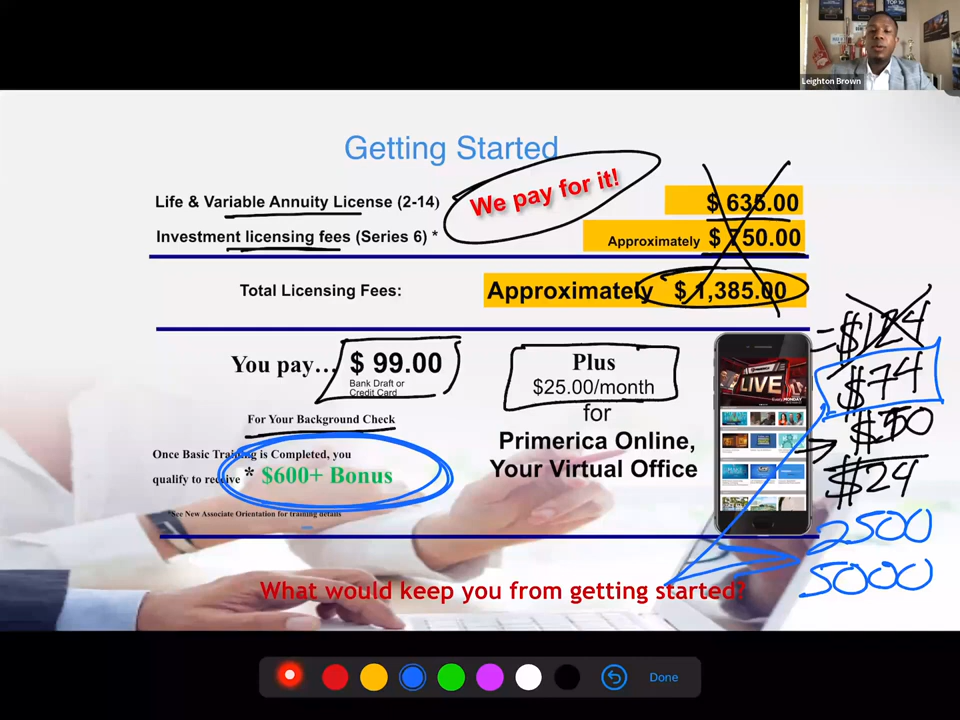 Leighton Brown
Getting Started
Life & Variable Annuity License (2-14)
We pay for it!
$ 635.00
Investment licensing fees (Series 6) *
Approximately $ 750.00
Total Licensing Fees:
Approximately $ 1,385.00
= $124
You pay… $ 99.00
Bank Draft or
Credit Card
Plus
$25.00/month
for
Primerica Online,
Your Virtual Office
LIVE
MONDAY
$74
For Your Background Check
$50
Once Basic Training is Completed, you
qualify to receive * $600+ Bonus
$24
*See New Associate Orientation for training details
2500
5000
What would keep you from getting started?
Done